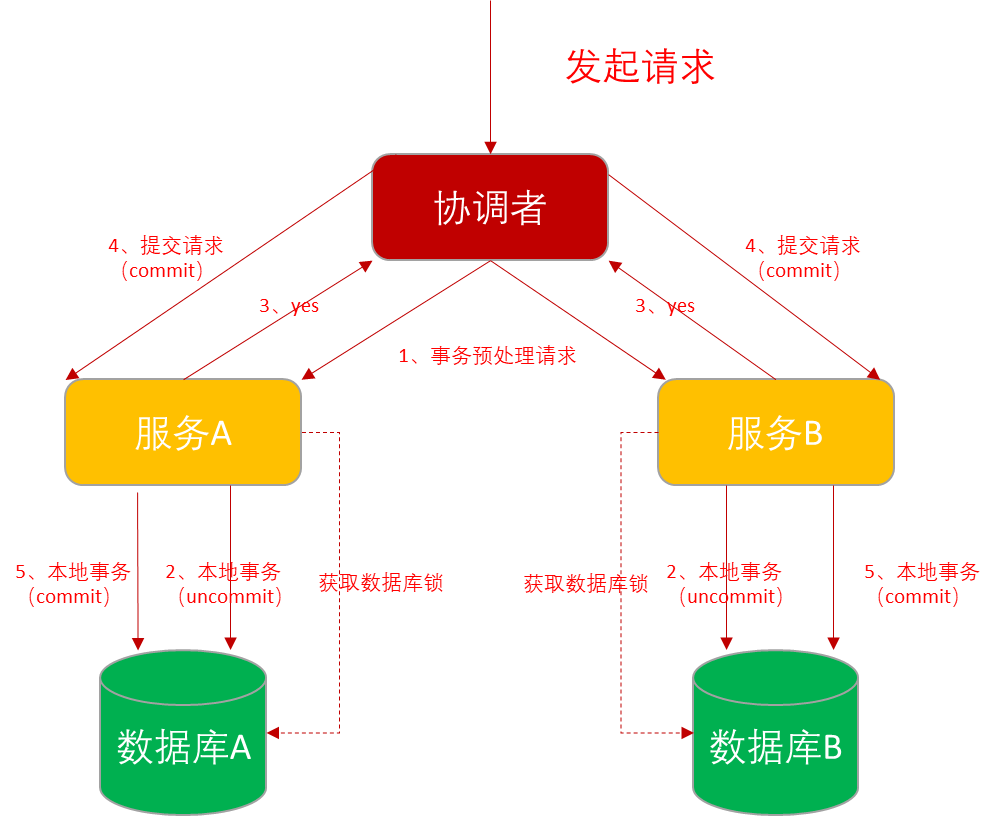 发起请求
协调者
4、提交请求
（commit）
4、提交请求
（commit）
3、yes
3、yes
1、事务预处理请求
服务A
服务B
5、本地事务
（commit）
2、本地事务
（uncommit）
获取数据库锁
获取数据库锁
2、本地事务
（uncommit）
5、本地事务
（commit）
数据库A
数据库B